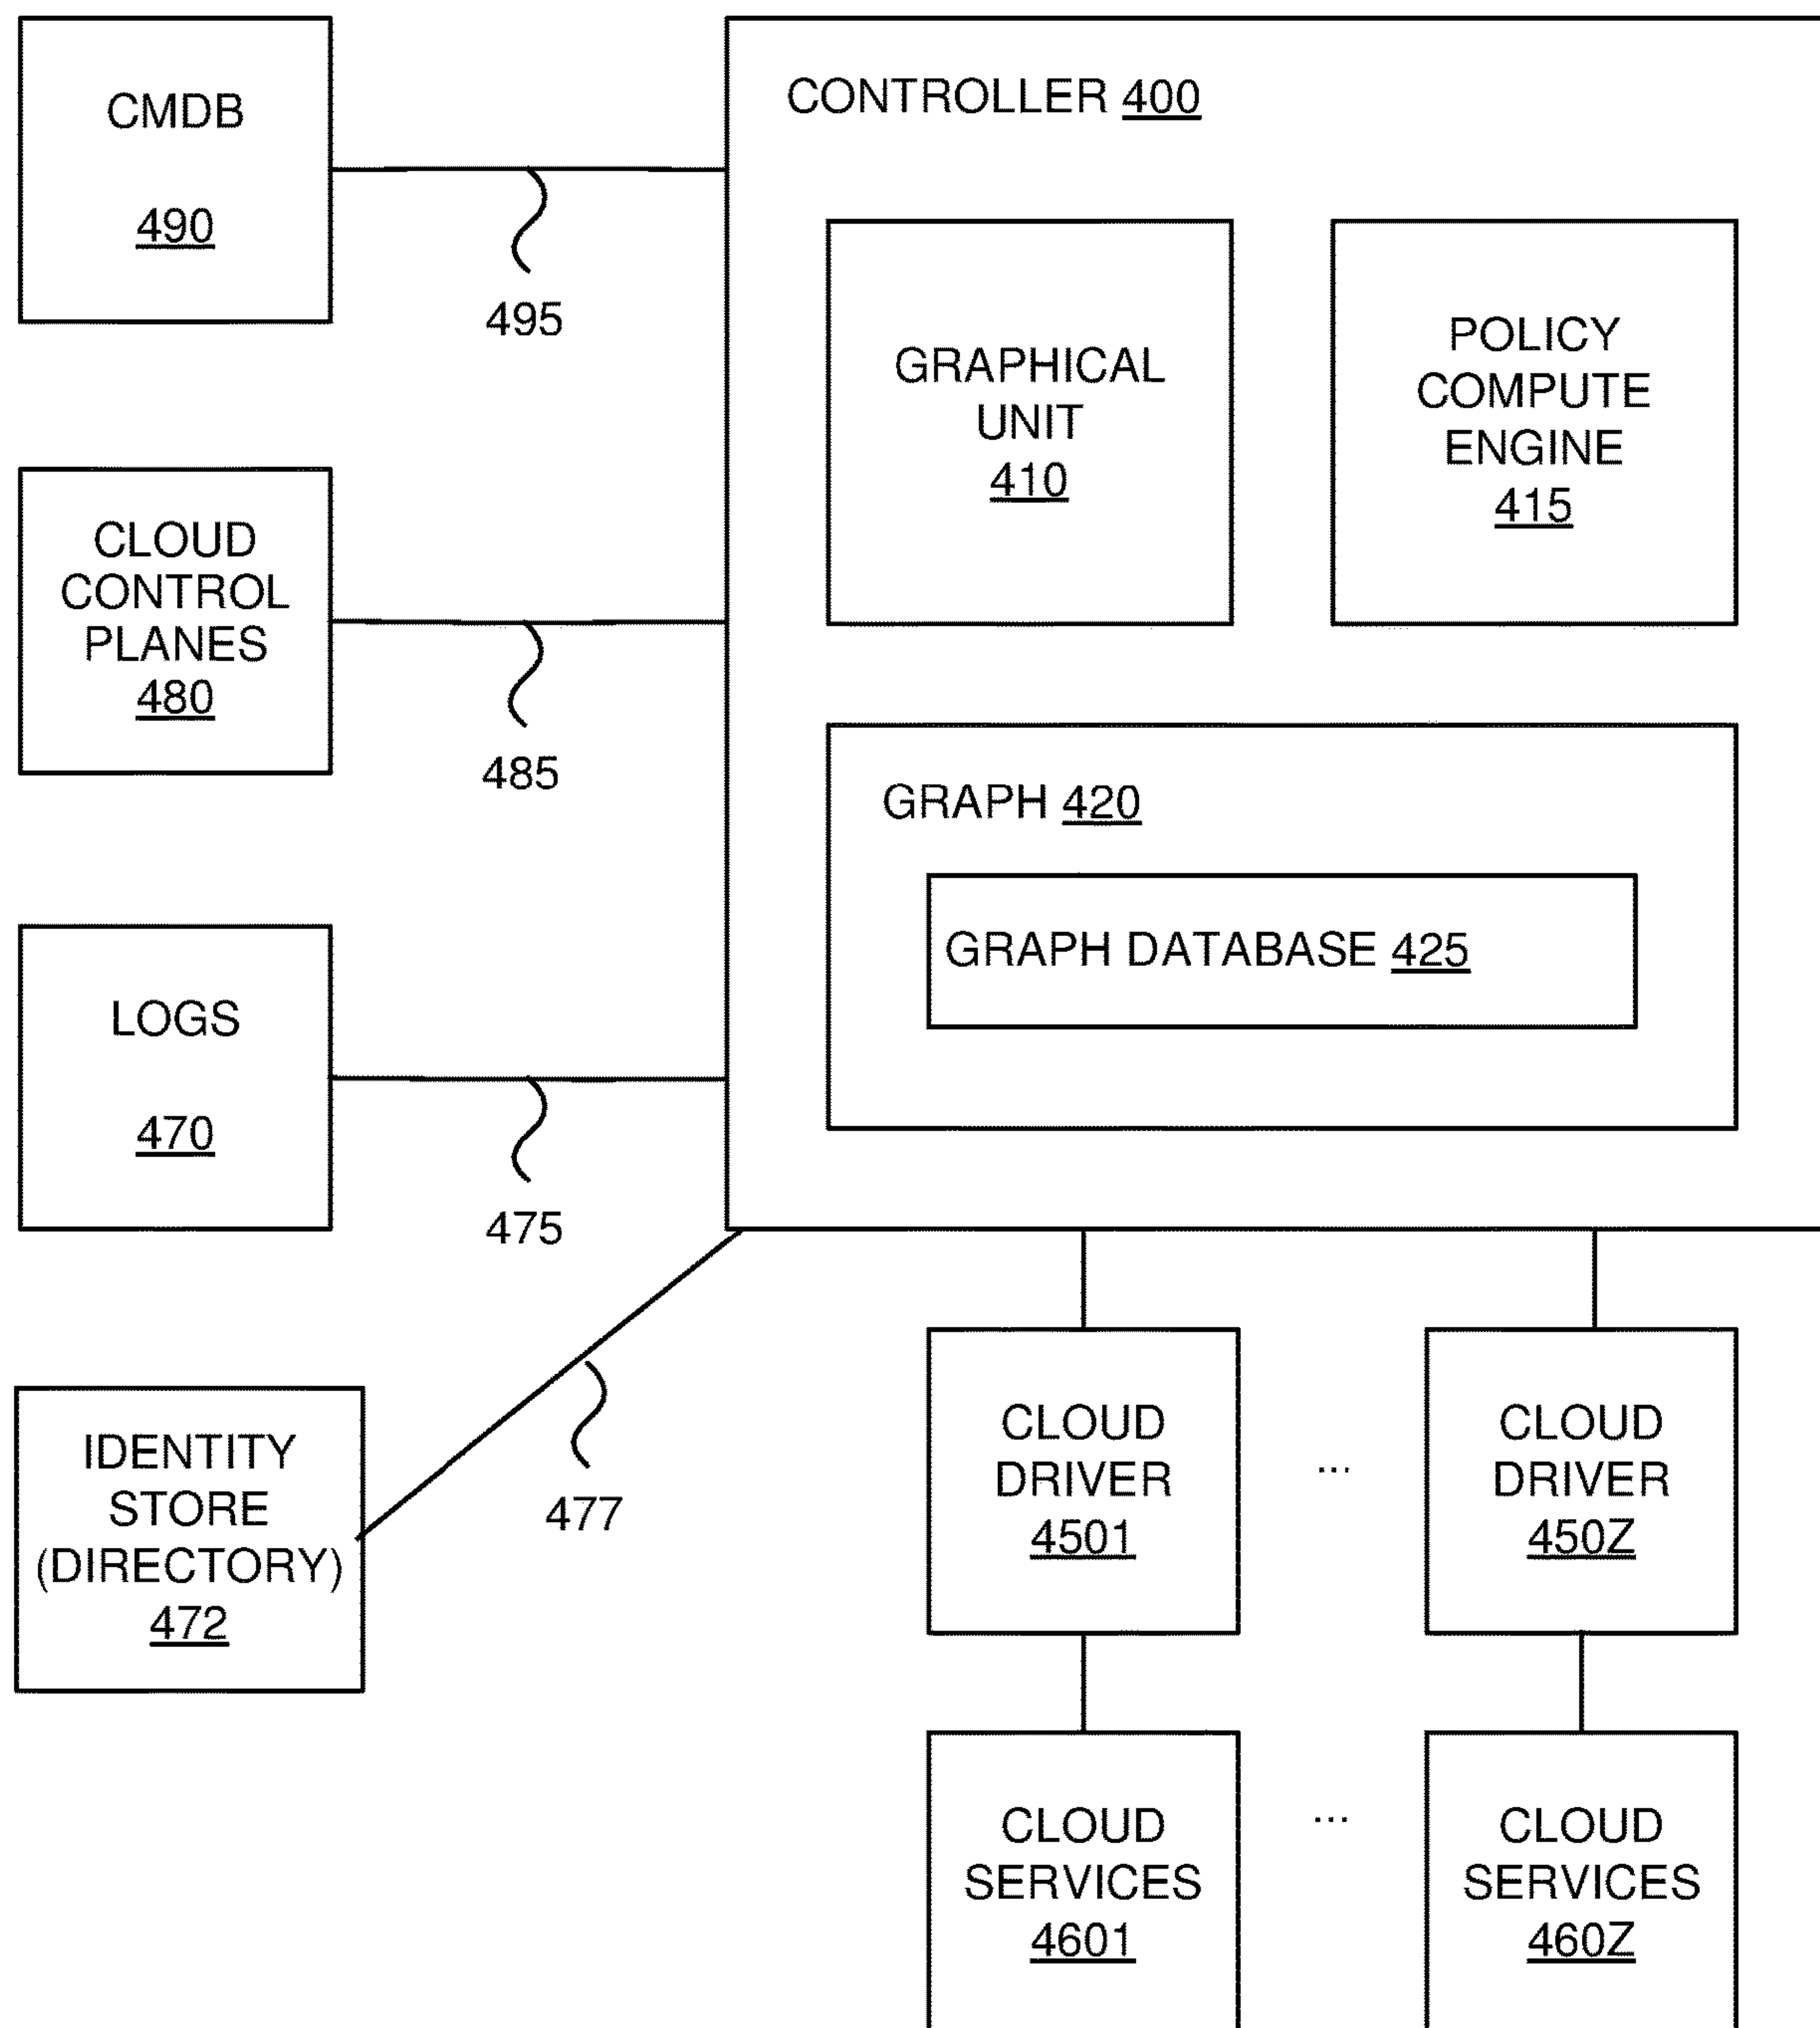 CMDB
490
495
CLOUD
CONTROL
PLANES
480
485
LOGS
470
475
IDENTITY
STORE
(DIRECTORY)
472
477
CONTROLLER 400
GRAPHICAL
UNIT
410
POLICY
COMPUTE
ENGINE
415
GRAPH 420
GRAPH DATABASE 425
CLOUD
DRIVER
4501
...
CLOUD
DRIVER
450Z
CLOUD
SERVICES
4601
...
CLOUD
SERVICES
460Z